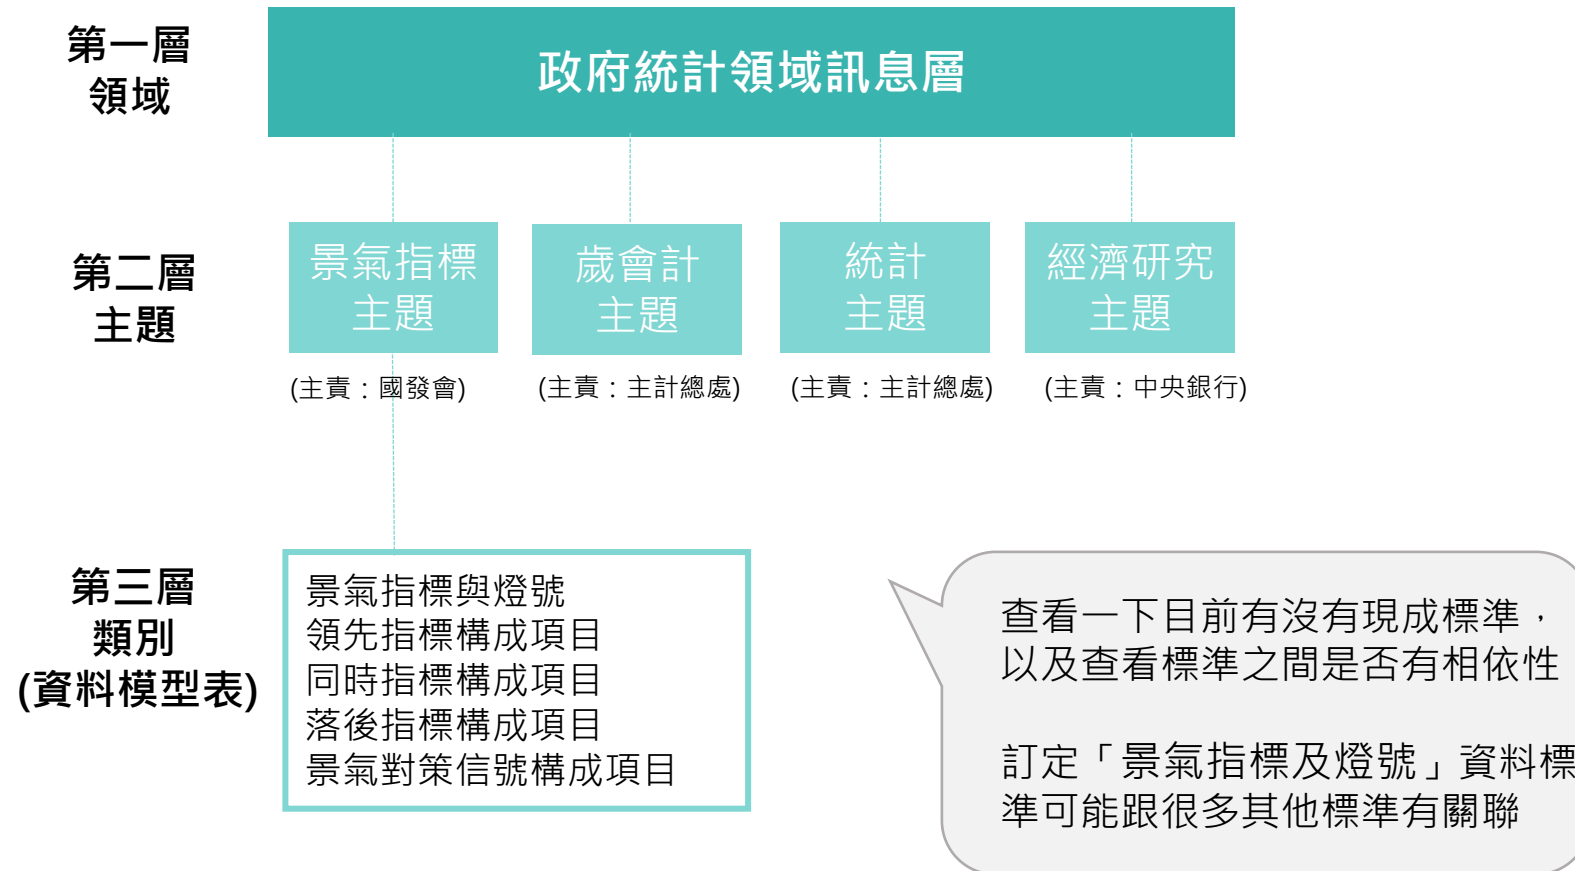 第一層
領域
政府統計領域訊息層
第二層
主題
景氣指標
主題
歲會計
主題
統計
主題
經濟研究
主題
(主責：國發會)
(主責：主計總處)
(主責：主計總處)
(主責：中央銀行)
第三層
類別
(資料模型表)
景氣指標與燈號
領先指標構成項目
同時指標構成項目
落後指標構成項目
景氣對策信號構成項目
查看一下目前有沒有現成標準，
以及查看標準之間是否有相依性
訂定「景氣指標及燈號」資料標
準可能跟很多其他標準有關聯